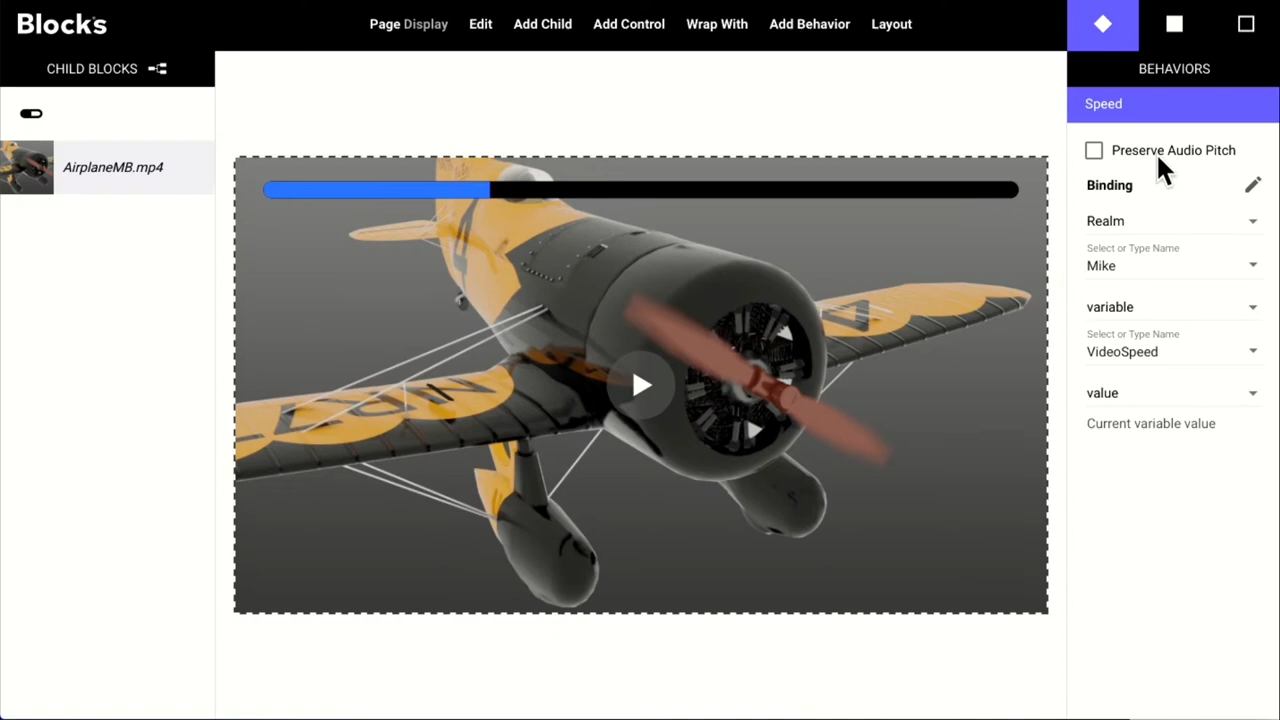 Blocks
Page Display Edit Add Child Add Control Wrap With Add Behavior Layout
CHILD BLOCKS
AirplaneMB.mp4
BEHAVIORS
Speed
Preserve Audio Pitch
Binding
Realm
Select or Type Name
Mike
variable
Select or Type Name
VideoSpeed
value
Current variable value